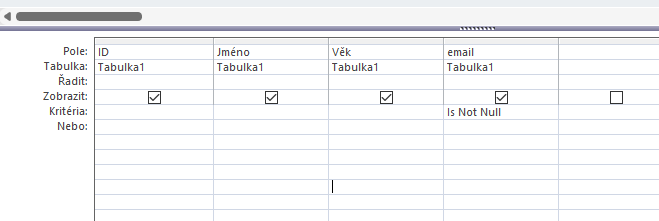 Pole: ID Jméno Věk email
Tabulka: Tabulka1 Tabulka1 Tabulka1 Tabulka1
Řadit:
Zobrazit:
Kritéria: Is Not Null
Nebo: